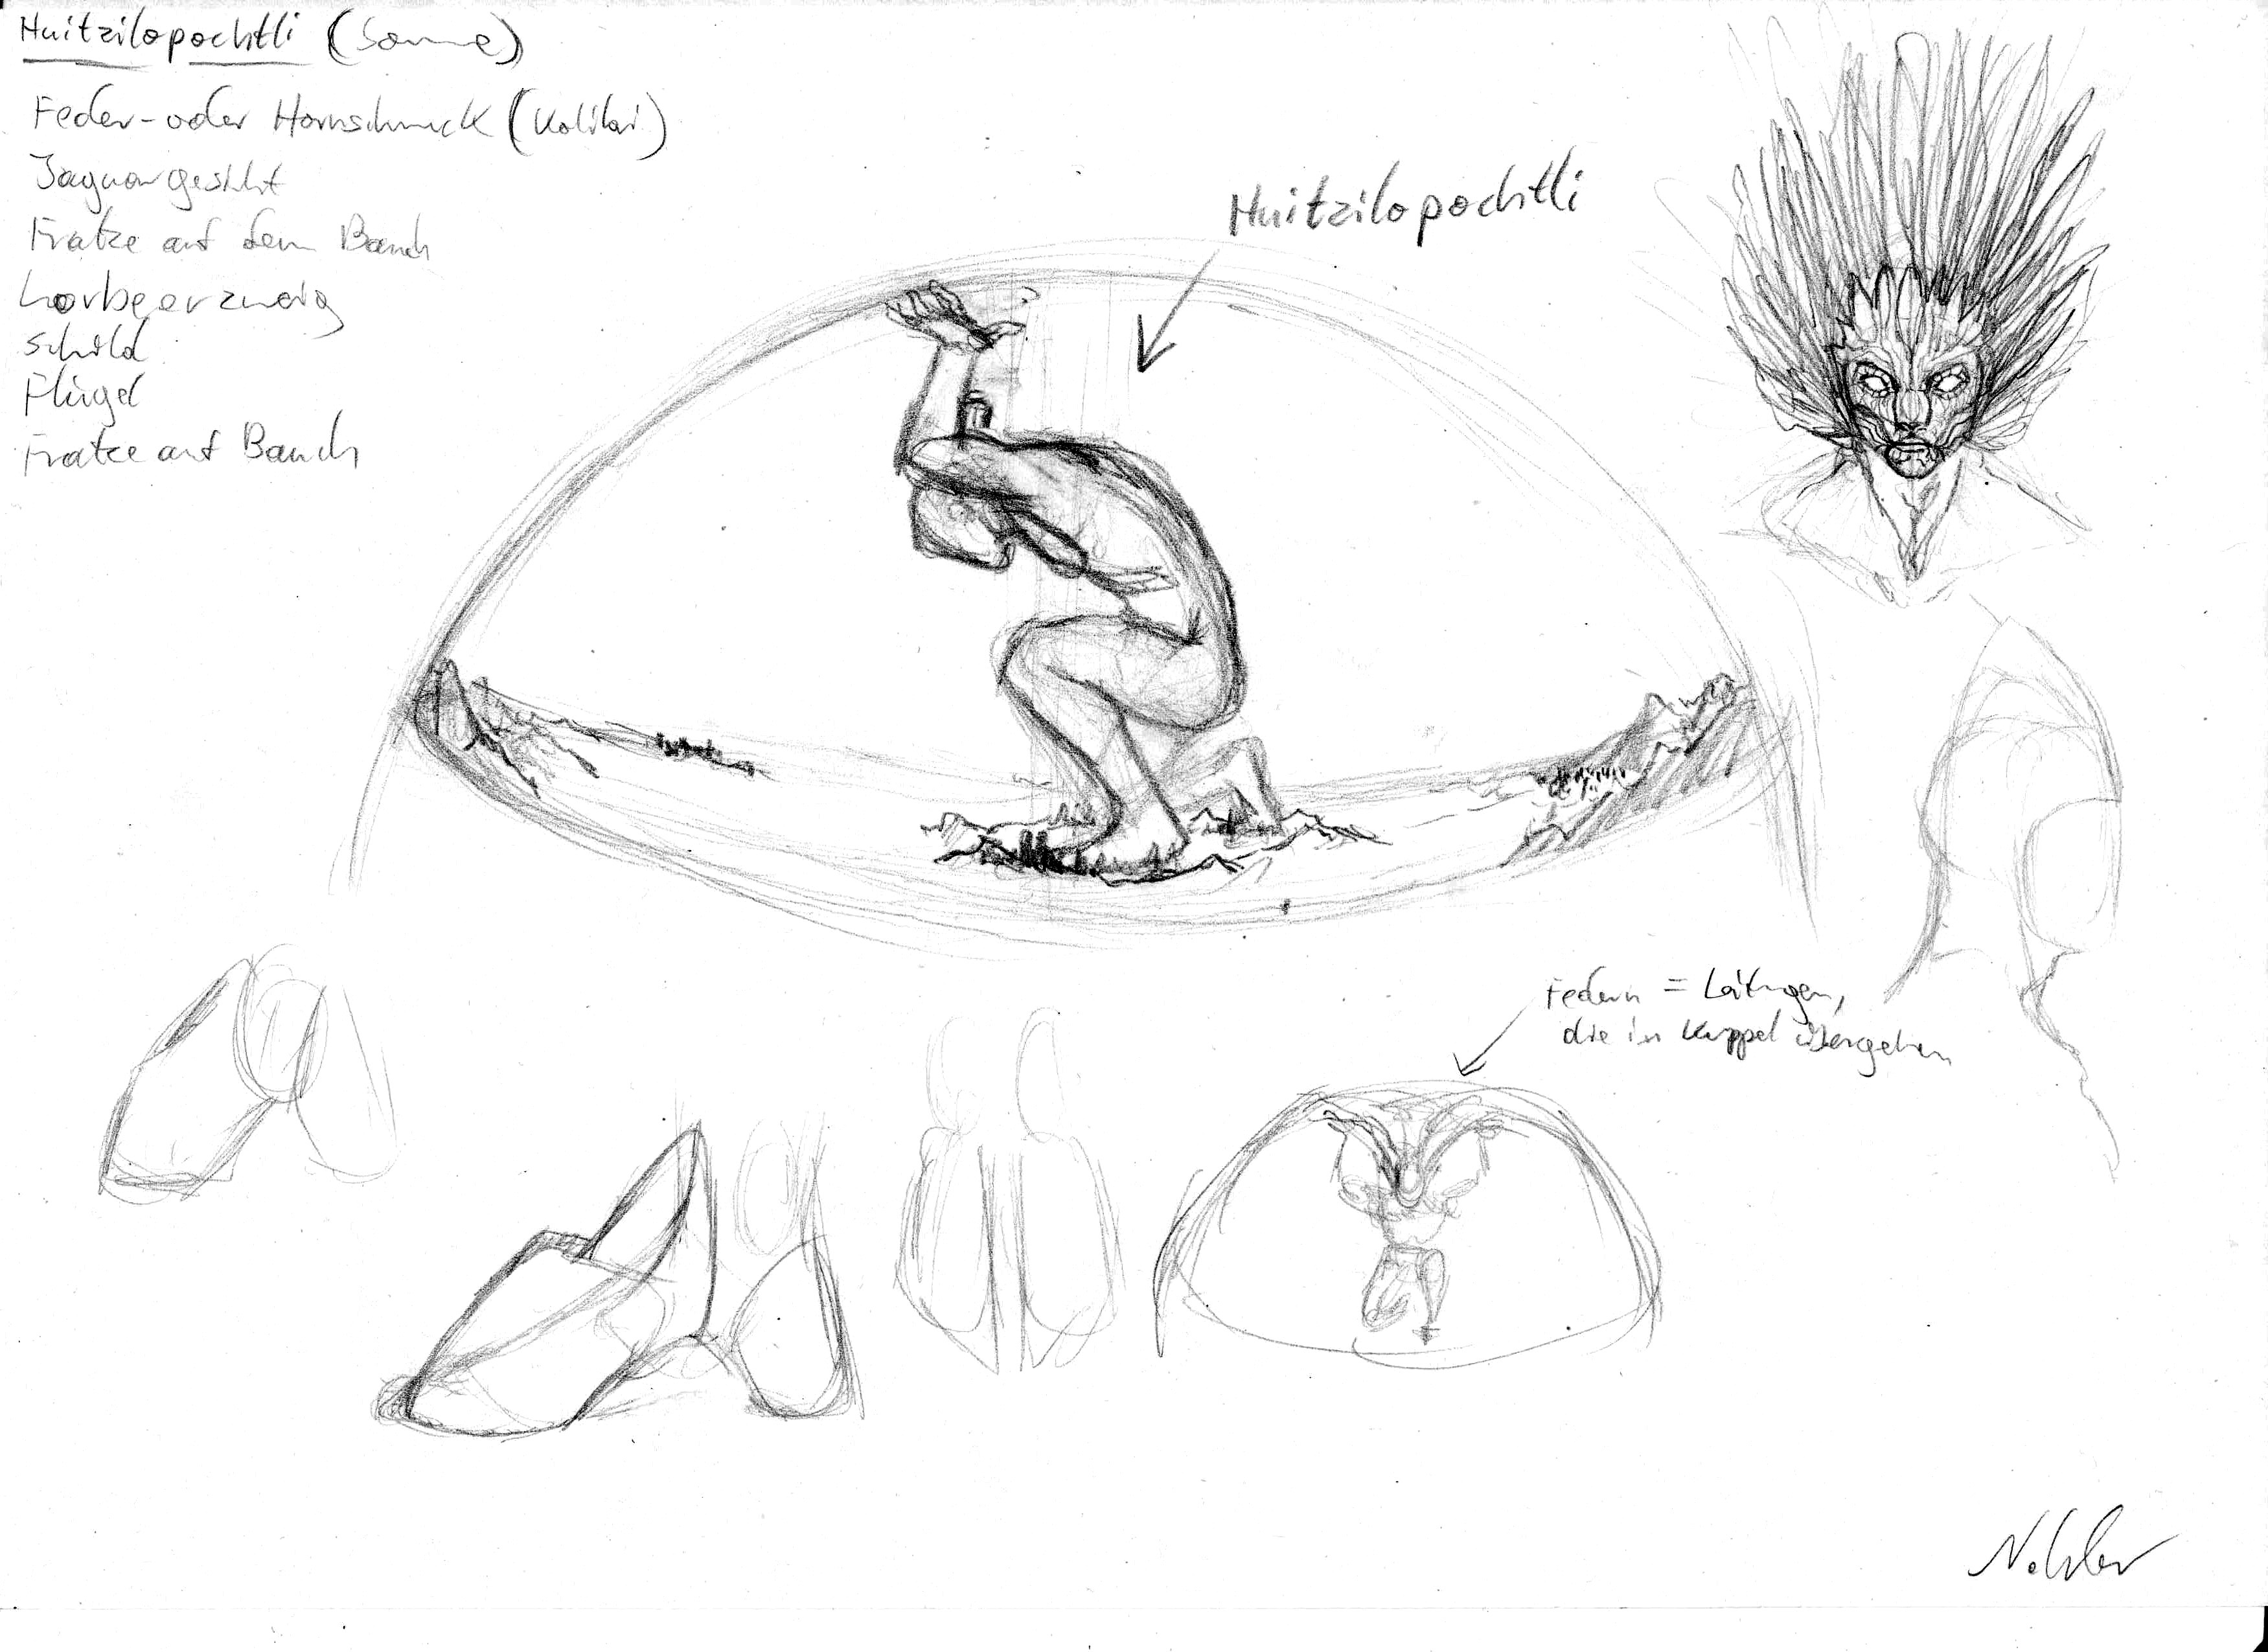 Huitzilopochtli (Sonne)
Feder- oder Hornschmuck (Kolibri)
Jaguargesicht
Fratze auf dem Bauch
Lorbeerzweig
Schild
Flügel
Fratze auf Bauch
Huitzilopochtli
Federn = Leitungen,
die in Kuppel übergehen